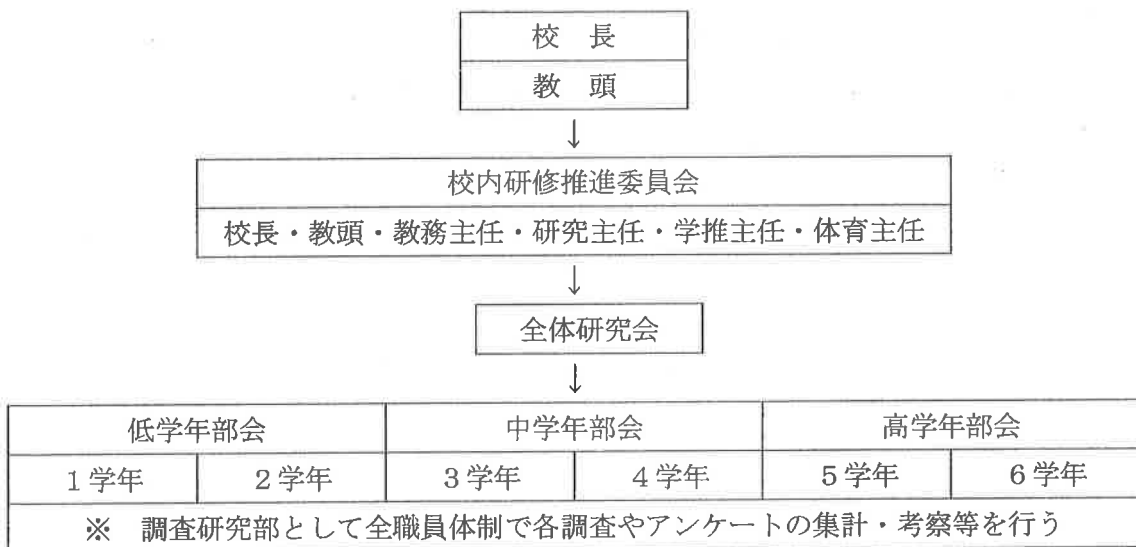 校 長
教 頭
↓
校内研修推進委員会
校長・教頭・教務主任・研究主任・学推主任・体育主任
↓
全体研究会
↓
低学年部会 中学年部会 高学年部会
1学年 2学年 3学年 4学年 5学年 6学年
※ 調査研究部として全職員体制で各調査やアンケートの集計・考察等を行う